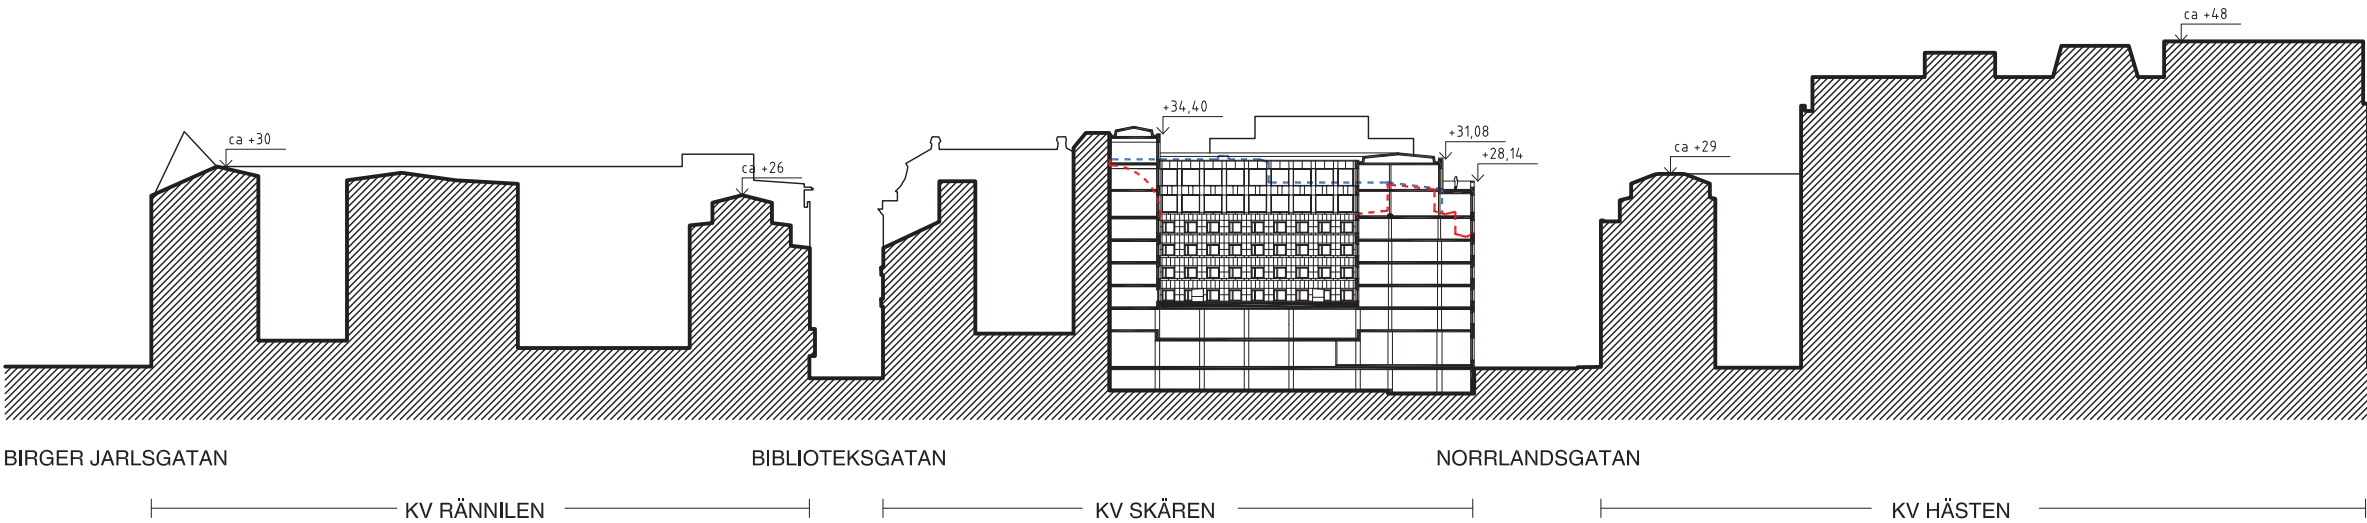 ca +48
+34,40
+31,08
ca +30
+28,14
ca +29
ca +26
BIRGER JARLSGATAN
BIBLIOTEKSGATAN
NORRLANDSGATAN
KV RÄNNILEN
KV SKÄREN
KV HÄSTEN